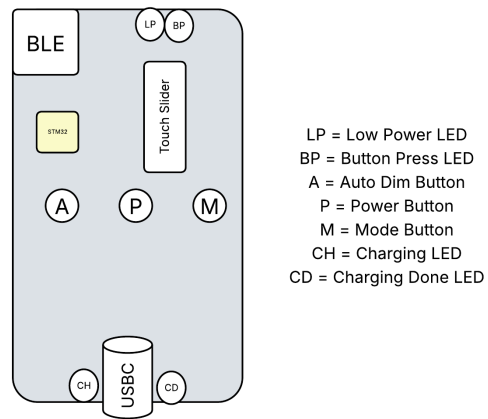 LP
BP
BLE
Touch Slider
STM32
A
P
M
CH
USBC
CD
LP = Low Power LED
BP = Button Press LED
A = Auto Dim Button
P = Power Button
M = Mode Button
CH = Charging LED
CD = Charging Done LED